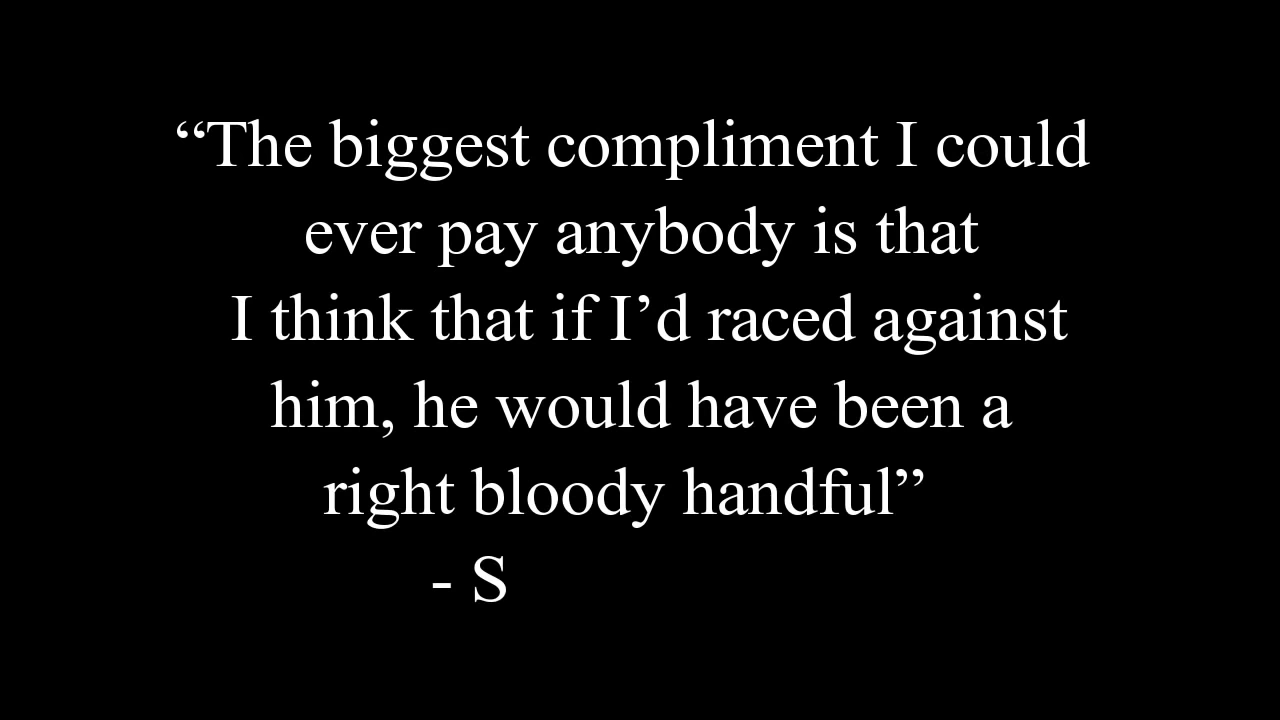 “The biggest compliment I could
ever pay anybody is that
I think that if I’d raced against
him, he would have been a
right bloody handful”
- S